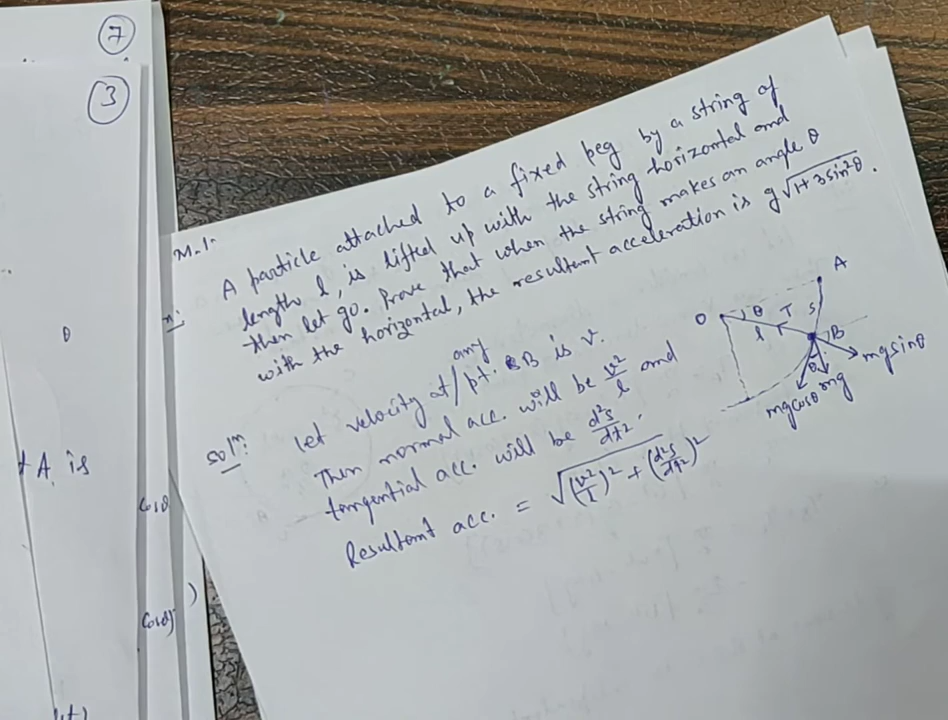 7
3
θ
A is
cosθ
M.I:
A particle attached to a fixed peg by a string of
length l, is lifted up with the string horizontal and
then let go. Prove that when the string makes an angle θ
with the horizontal, the resultant acceleration is g√1+3sin²θ.
Solⁿ: Let velocity at any pt. B is v.
Then normal acc. will be v²/l and
tangential acc. will be d²s/dt².
Resultant acc. = √(v²/l)² + (d²s/dt²)²
A
O θ T S
l B
θ mg sinθ
mg cosθ mg